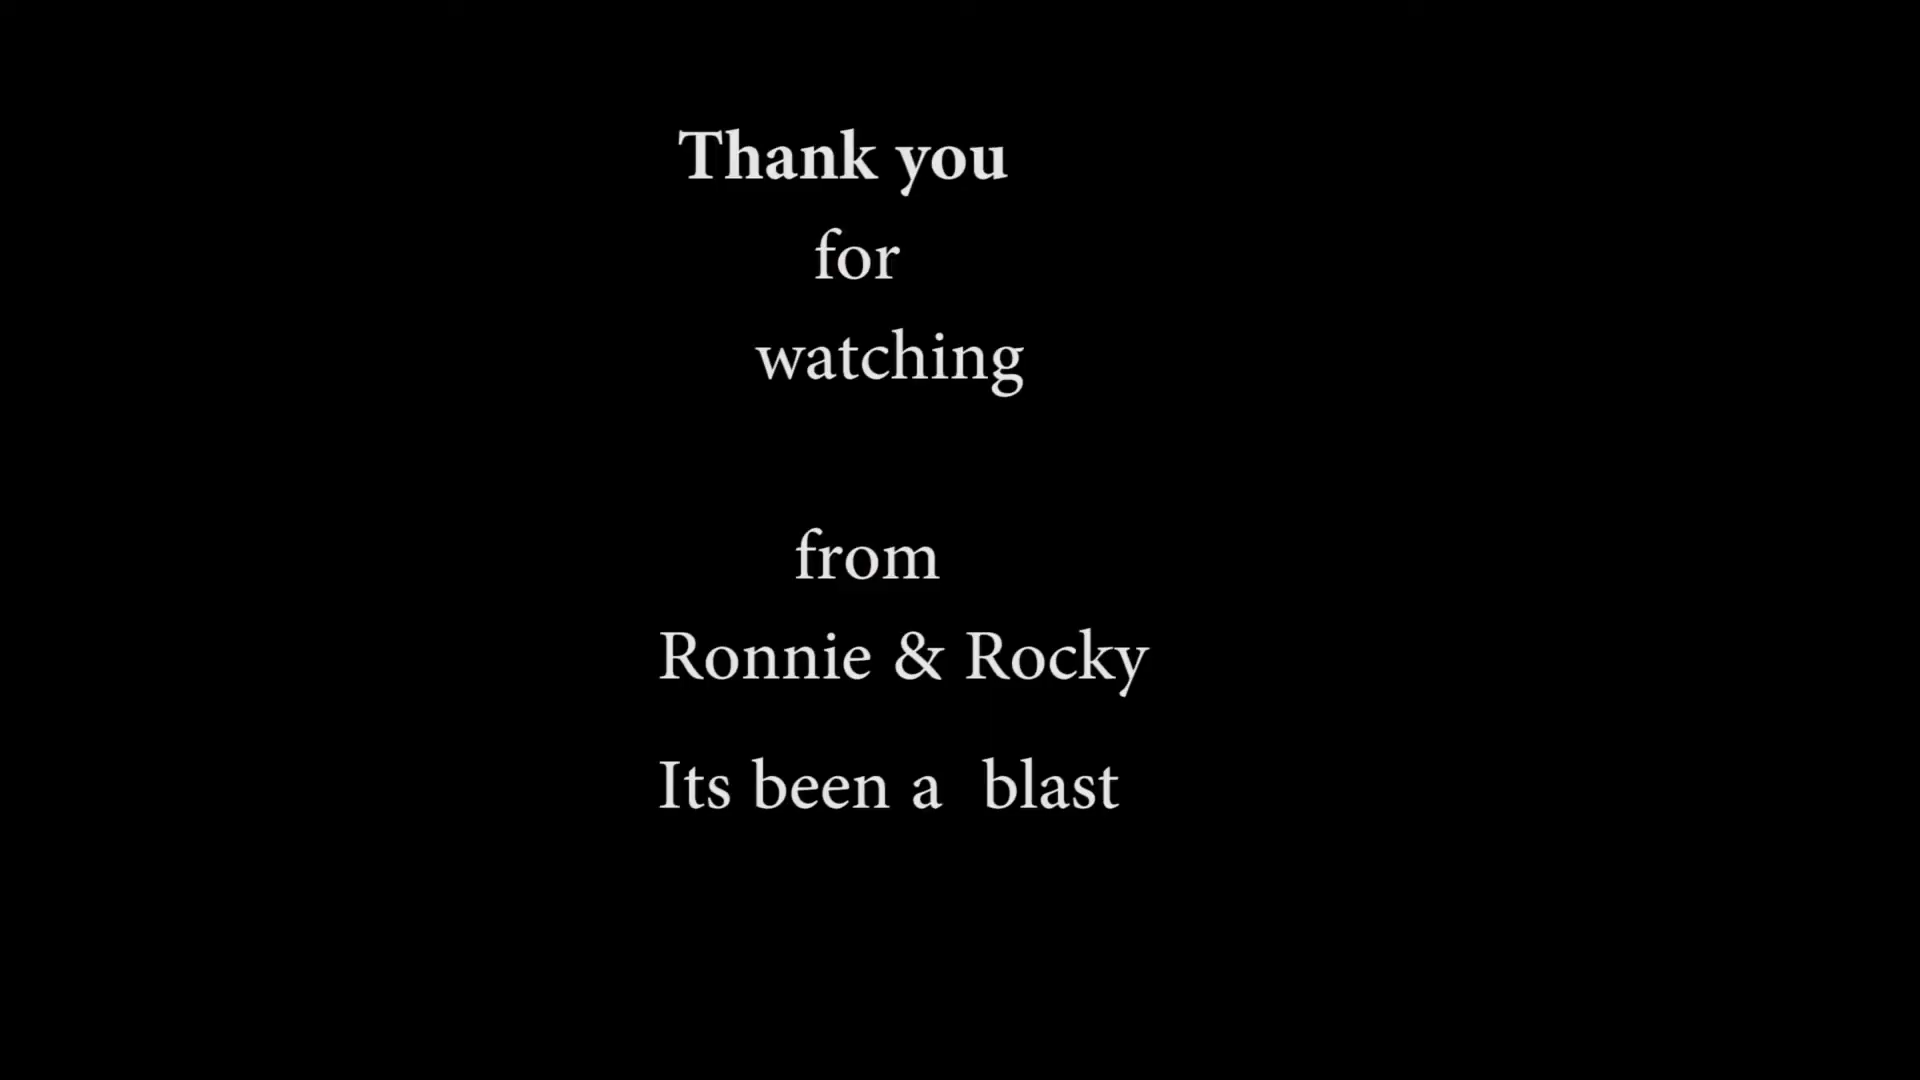 Thank you
for
watching
from
Ronnie & Rocky
Its been a  blast